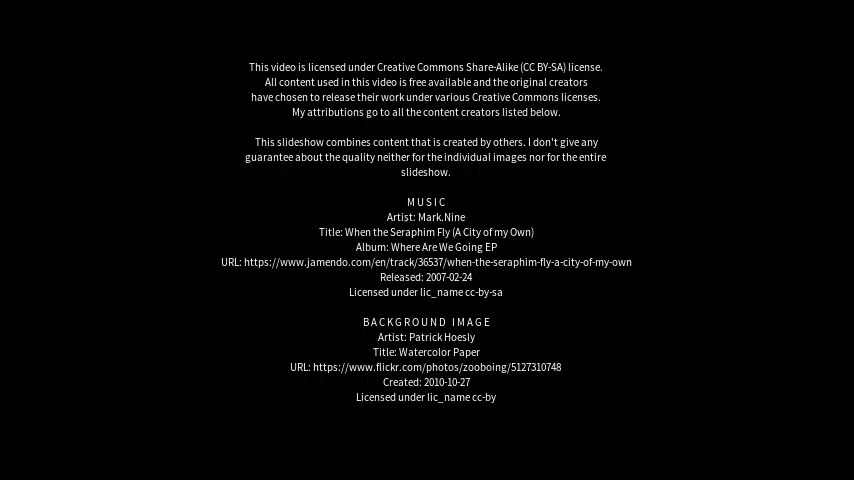 This video is licensed under Creative Commons Share-Alike (CC BY-SA) license.
All content used in this video is free available and the original creators
have chosen to release their work under various Creative Commons licenses.
My attributions go to all the content creators listed below.
This slideshow combines content that is created by others. I don't give any
guarantee about the quality neither for the individual images nor for the entire
slideshow.
MUSIC
Artist: Mark.Nine
Title: When the Seraphim Fly (A City of my Own)
Album: Where Are We Going EP
URL: https://www.jamendo.com/en/track/36537/when-the-seraphim-fly-a-city-of-my-own
Released: 2007-02-24
Licensed under lic_name cc-by-sa
BACKGROUND IMAGE
Artist: Patrick Hoesly
Title: Watercolor Paper
URL: https://www.flickr.com/photos/zooboing/5127310748
Created: 2010-10-27
Licensed under lic_name cc-by